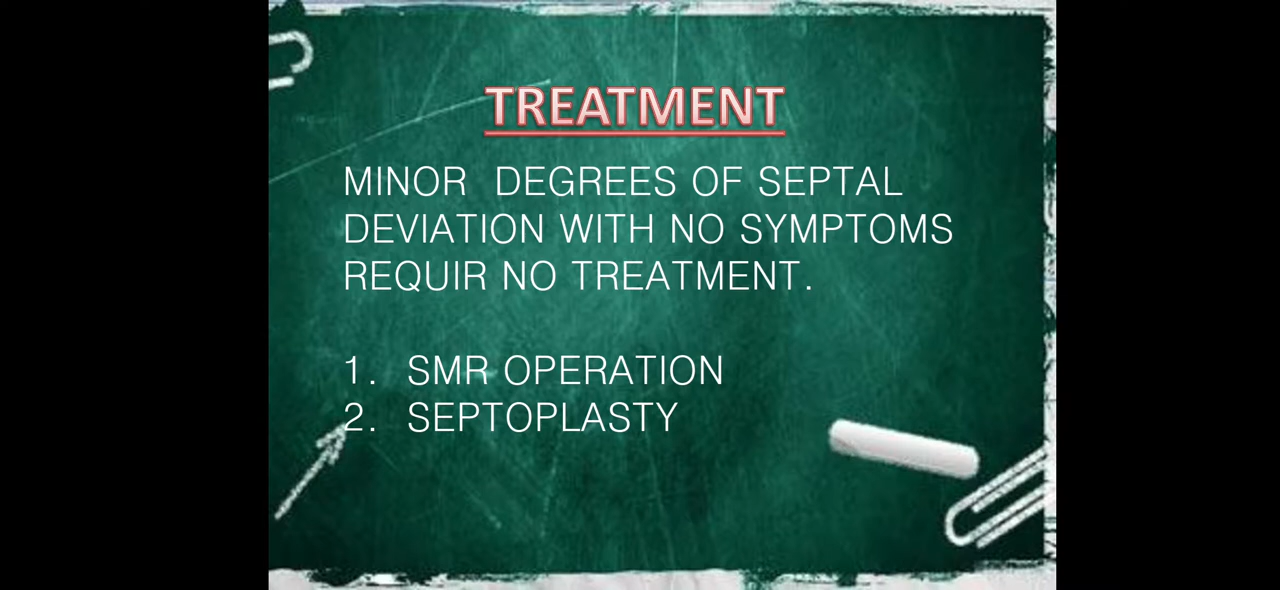 TREATMENT
MINOR DEGREES OF SEPTAL
DEVIATION WITH NO SYMPTOMS
REQUIR NO TREATMENT.
1. SMR OPERATION
2. SEPTOPLASTY